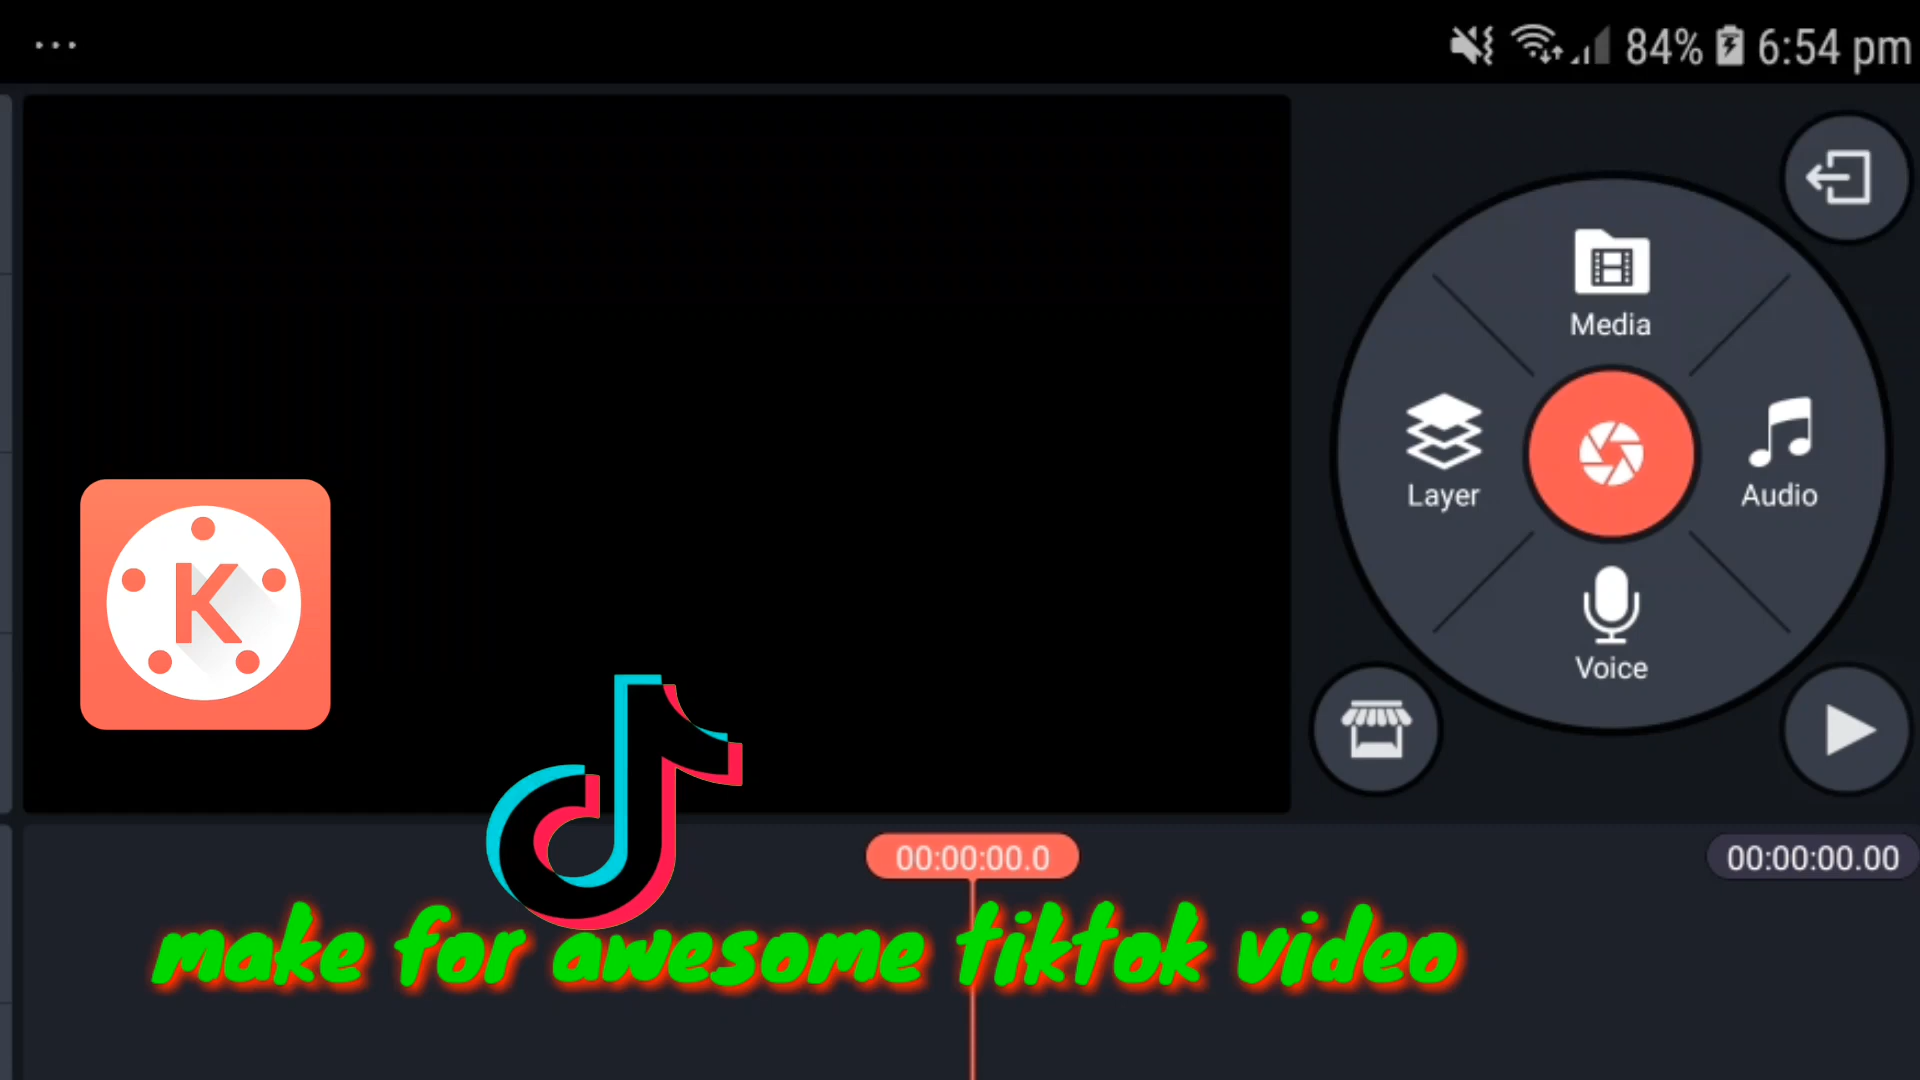 ... 84% 6:54 pm
Media
Layer
Audio
Voice
K
00:00:00.0
00:00:00.00
make for awesome tiktok video